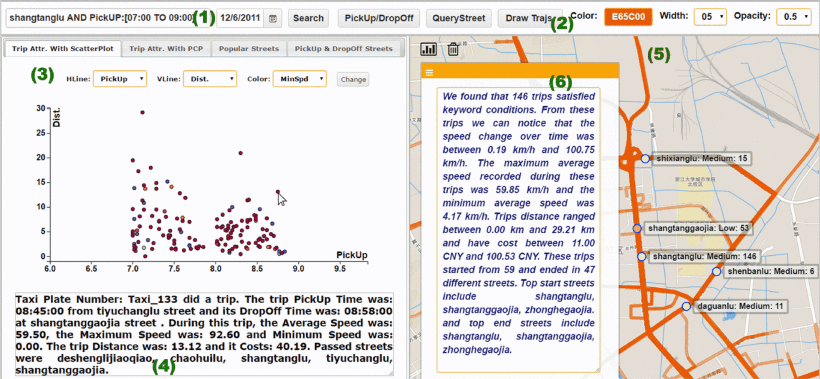 shangtanglu AND PickUP:[07:00 TO 09:00] (1) 12/6/2011 Search PickUp/DropOff QueryStreet Draw Trajs (2) Color: E65C00 Width: 05 Opacity: 0.5
Trip Attr. With ScatterPlot Trip Attr. With PCP Popular Streets PickUp & DropOff Streets
(3) HLine: PickUp VLine: Dist. Color: MinSpd Change
Dist.
30
25
20
15
10
5
0
PickUp
6.0 6.5 7.0 7.5 8.0 8.5 9.0 9.5
Taxi Plate Number: Taxi_133 did a trip. The trip PickUp Time was:
08:45:00 from tiyuchanglu street and its DropOff Time was: 08:58:00
at shangtanggaojia street . During this trip, the Average Speed was:
59.50, the Maximum Speed was: 92.60 and Minimum Speed was:
0.00. The trip Distance was: 13.12 and it Costs: 40.19. Passed streets
were deshenglijiaoqiao, chaohuilu, shangtanglu, tiyuchanglu,
shangtanggaojia.
(4)
(6)
We found that 146 trips satisfied
keyword conditions. From these
trips we can notice that the
speed change over time was
between 0.19 km/h and 100.75
km/h. The maximum average
speed recorded during these
trips was 59.85 km/h and the
minimum average speed was
4.17 km/h. Trips distance ranged
between 0.00 km and 29.21 km
and have cost between 11.00
CNY and 100.53 CNY. These trips
started from 59 and ended in 47
different streets. Top start streets
include shangtanglu,
shangtanggaojia, zhonghegaojia.
and top end streets include
shangtanglu, shangtanggaojia,
zhonghegaojia.
(5)
shixianglu: Medium: 15
shangtanggaojia: Low: 53
shangtanglu: Medium: 146
shenbanlu: Medium: 6
daguanlu: Medium: 11